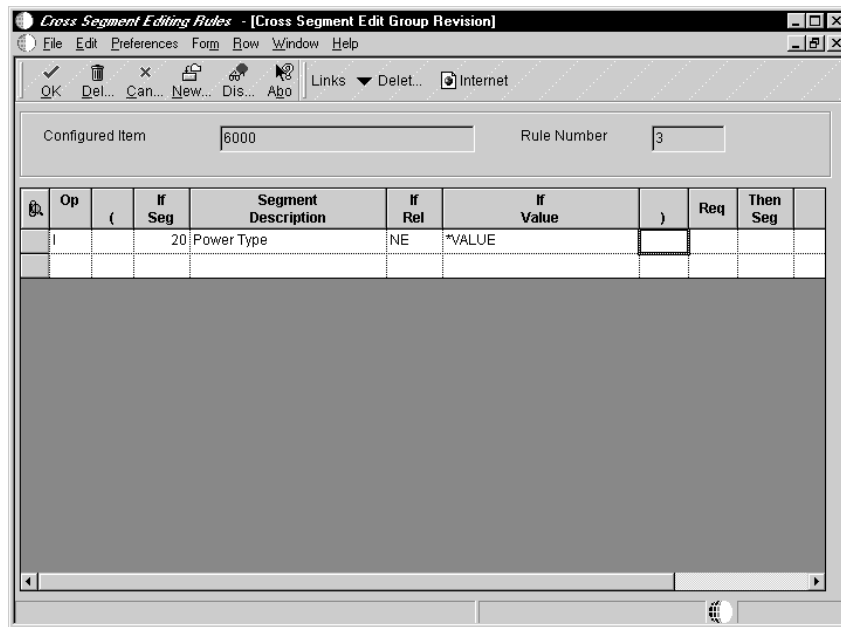 Cross Segment Editing Rules - [Cross Segment Edit Group Revision]
File Edit Preferences Form Row Window Help
OK Del... Can... New... Dis... Abo Links Delet... Internet
Configured Item 6000 Rule Number 3
Op ( If Seg Segment Description If Rel If Value ) Req Then Seg
I 20 Power Type NE *VALUE